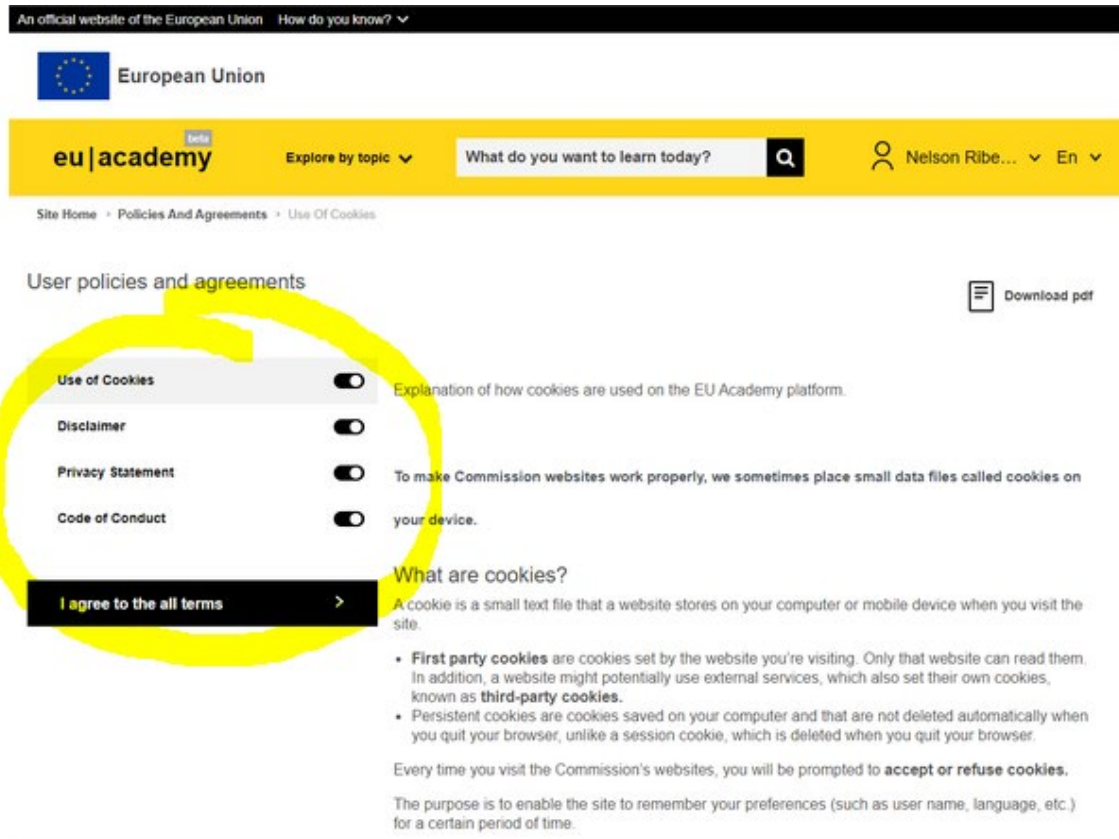 An official website of the European Union How do you know?
European Union
eu|academy beta
Explore by topic
What do you want to learn today?
Nelson Ribe...
En
Site Home > Policies And Agreements > Use Of Cookies
User policies and agreements
Download pdf
Use of Cookies
Disclaimer
Privacy Statement
Code of Conduct
I agree to the all terms >
Explanation of how cookies are used on the EU Academy platform.
To make Commission websites work properly, we sometimes place small data files called cookies on
your device.
What are cookies?
A cookie is a small text file that a website stores on your computer or mobile device when you visit the
site.
• First party cookies are cookies set by the website you're visiting. Only that website can read them.
In addition, a website might potentially use external services, which also set their own cookies,
known as third-party cookies.
• Persistent cookies are cookies saved on your computer and that are not deleted automatically when
you quit your browser, unlike a session cookie, which is deleted when you quit your browser.
Every time you visit the Commission's websites, you will be prompted to accept or refuse cookies.
The purpose is to enable the site to remember your preferences (such as user name, language, etc.)
for a certain period of time.